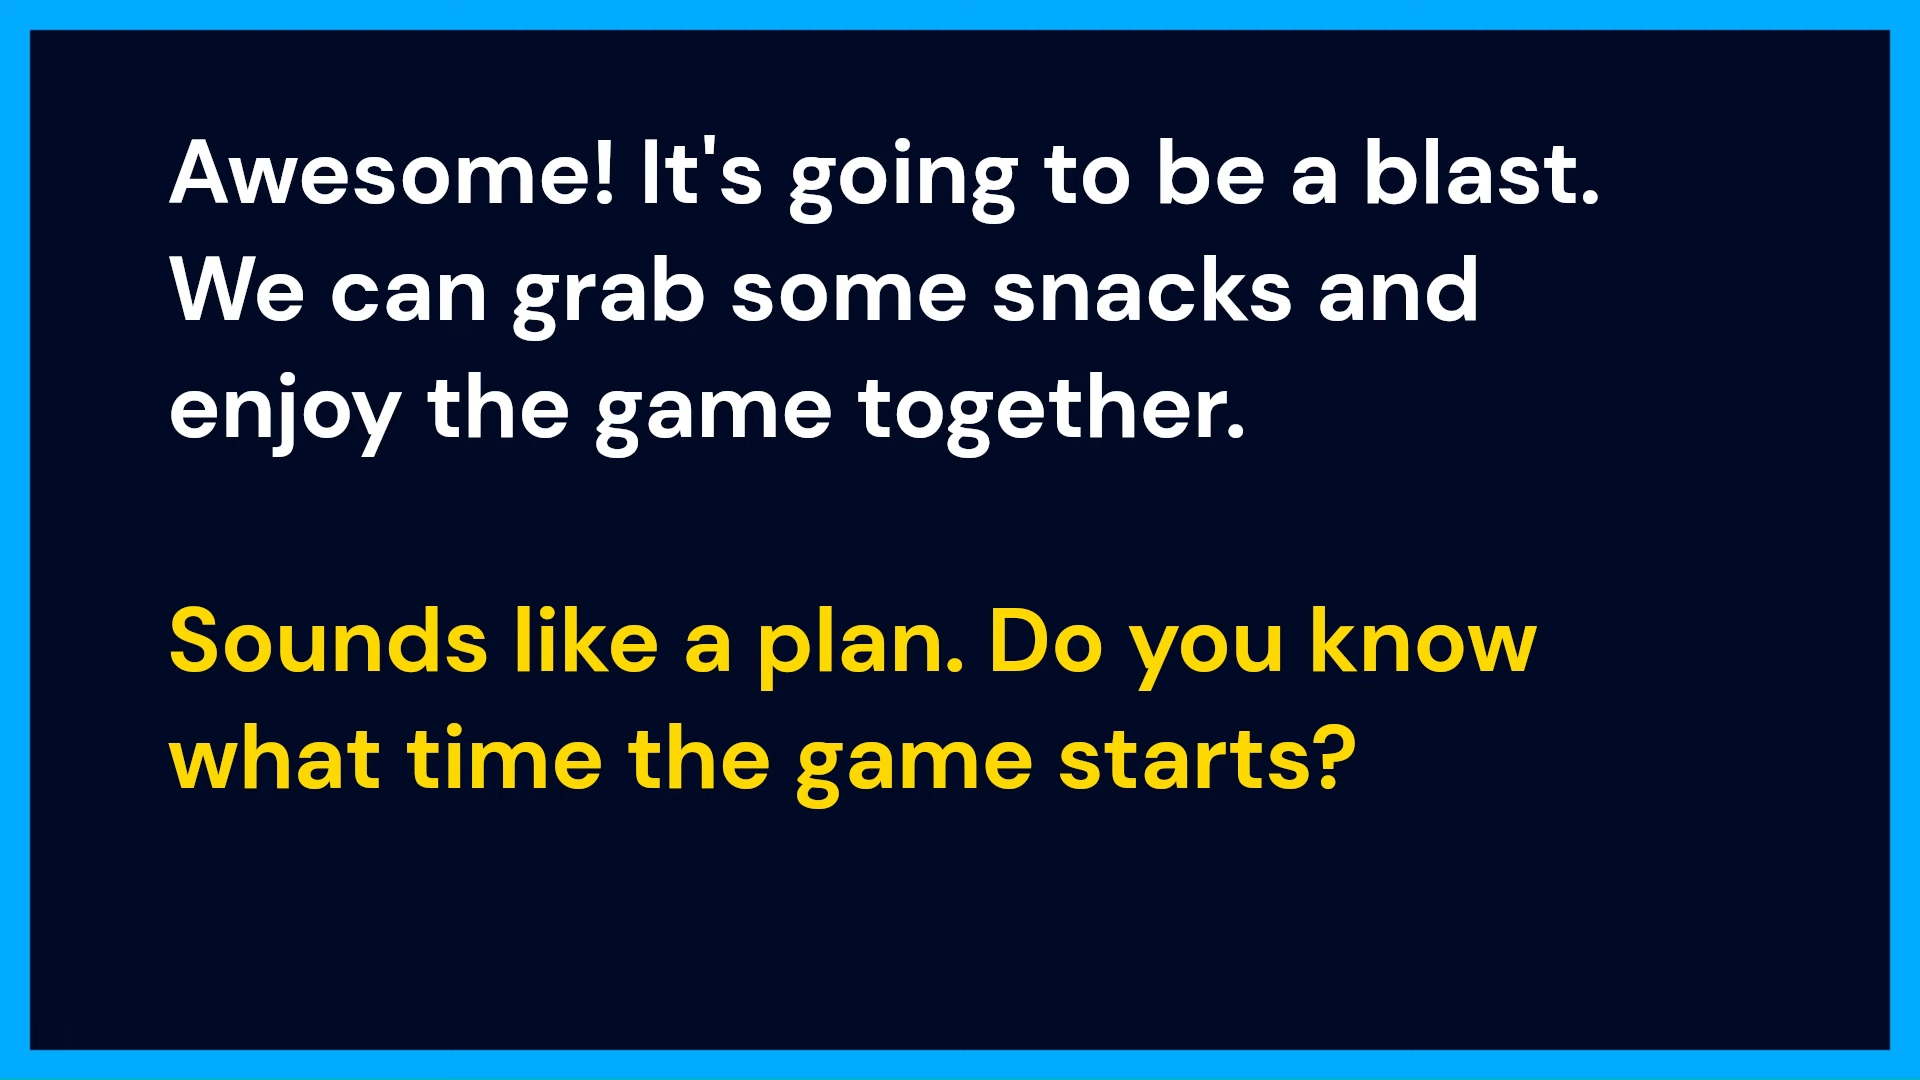 Awesome! It's going to be a blast.
We can grab some snacks and
enjoy the game together.
Sounds like a plan. Do you know
what time the game starts?